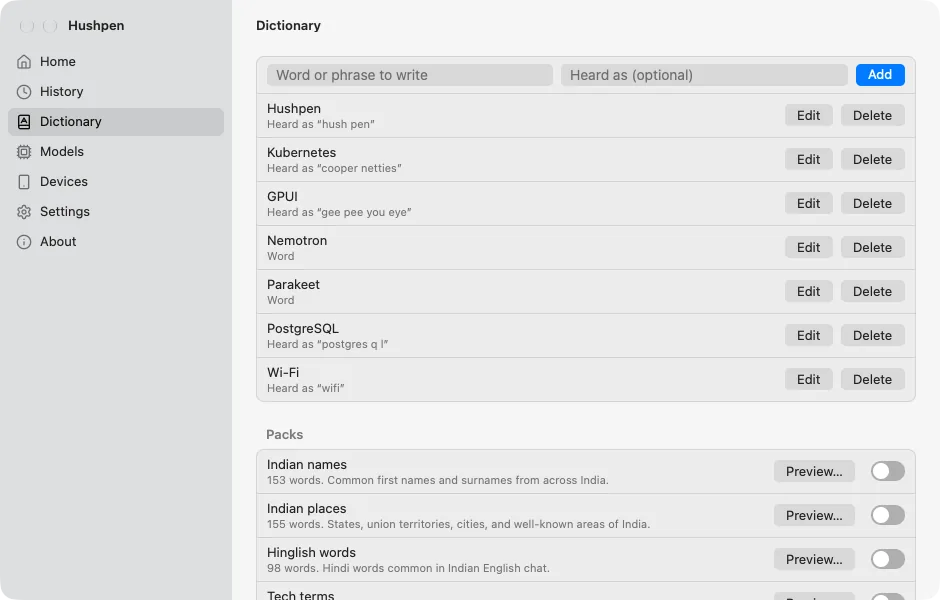 Hushpen
Home
History
Dictionary
Models
Devices
Settings
About
Dictionary
Word or phrase to write
Heard as (optional)
Add
Hushpen
Heard as “hush pen”
Edit
Delete
Kubernetes
Heard as “cooper netties”
Edit
Delete
GPUI
Heard as “gee pee you eye”
Edit
Delete
Nemotron
Word
Edit
Delete
Parakeet
Word
Edit
Delete
PostgreSQL
Heard as “postgres q l”
Edit
Delete
Wi-Fi
Heard as “wifi”
Edit
Delete
Packs
Indian names
153 words. Common first names and surnames from across India.
Preview...
Indian places
155 words. States, union territories, cities, and well-known areas of India.
Preview...
Hinglish words
98 words. Hindi words common in Indian English chat.
Preview...
Tech terms